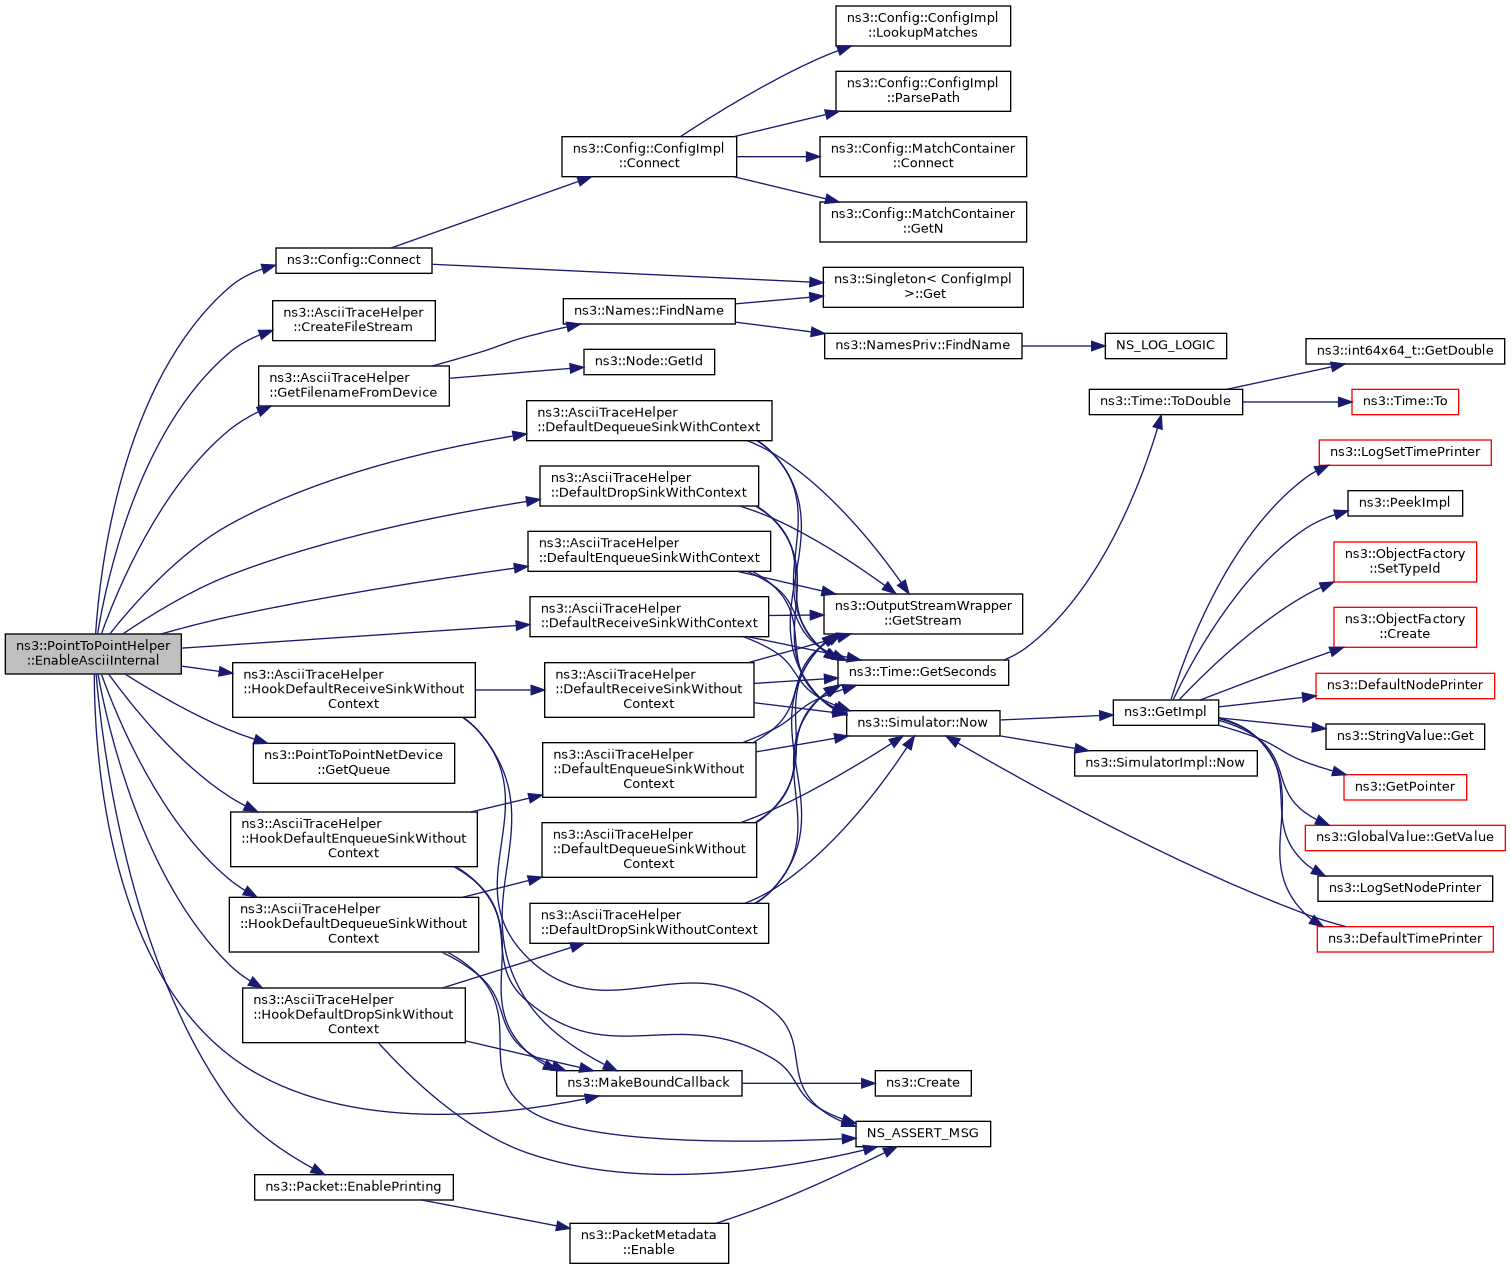 ns3::PointToPointHelper
::EnableAsciiInternal
ns3::Config::Connect
ns3::AsciiTraceHelper
::CreateFileStream
ns3::AsciiTraceHelper
::GetFilenameFromDevice
ns3::AsciiTraceHelper
::HookDefaultReceiveSinkWithout
Context
ns3::PointToPointNetDevice
::GetQueue
ns3::AsciiTraceHelper
::HookDefaultEnqueueSinkWithout
Context
ns3::AsciiTraceHelper
::HookDefaultDequeueSinkWithout
Context
ns3::AsciiTraceHelper
::HookDefaultDropSinkWithout
Context
ns3::Packet::EnablePrinting
ns3::Config::ConfigImpl
::Connect
ns3::Names::FindName
ns3::Node::GetId
ns3::AsciiTraceHelper
::DefaultDequeueSinkWithContext
ns3::AsciiTraceHelper
::DefaultDropSinkWithContext
ns3::AsciiTraceHelper
::DefaultEnqueueSinkWithContext
ns3::AsciiTraceHelper
::DefaultReceiveSinkWithContext
ns3::AsciiTraceHelper
::DefaultReceiveSinkWithout
Context
ns3::AsciiTraceHelper
::DefaultEnqueueSinkWithout
Context
ns3::AsciiTraceHelper
::DefaultDequeueSinkWithout
Context
ns3::AsciiTraceHelper
::DefaultDropSinkWithoutContext
ns3::MakeBoundCallback
ns3::PacketMetadata
::Enable
ns3::Config::ConfigImpl
::LookupMatches
ns3::Config::ConfigImpl
::ParsePath
ns3::Config::MatchContainer
::Connect
ns3::Config::MatchContainer
::GetN
ns3::Singleton< ConfigImpl
>::Get
ns3::NamesPriv::FindName
ns3::OutputStreamWrapper
::GetStream
ns3::Time::GetSeconds
ns3::Simulator::Now
ns3::Create
NS_ASSERT_MSG
NS_LOG_LOGIC
ns3::Time::ToDouble
ns3::GetImpl
ns3::SimulatorImpl::Now
ns3::int64x64_t::GetDouble
ns3::Time::To
ns3::LogSetTimePrinter
ns3::PeekImpl
ns3::ObjectFactory
::SetTypeId
ns3::ObjectFactory
::Create
ns3::DefaultNodePrinter
ns3::StringValue::Get
ns3::GetPointer
ns3::GlobalValue::GetValue
ns3::LogSetNodePrinter
ns3::DefaultTimePrinter